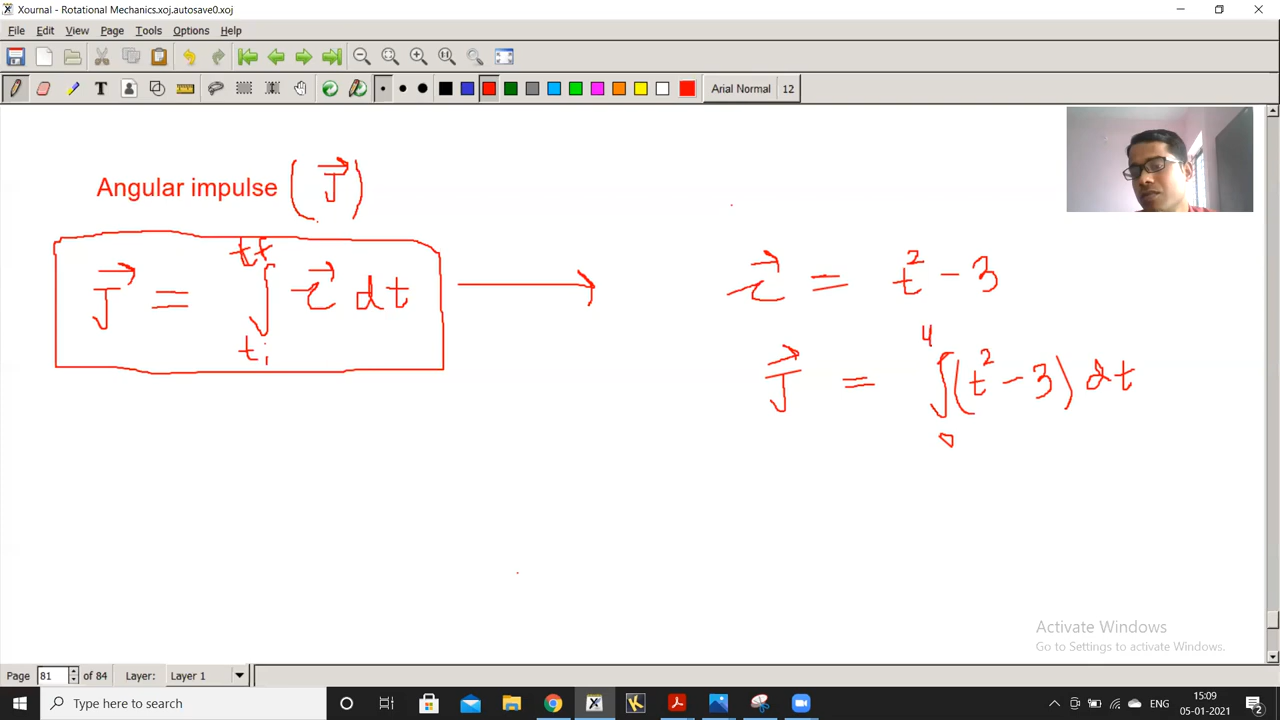 Xournal - Rotational Mechanics.xoj.autosave0.xoj
File Edit View Page Tools Options Help
Arial Normal 12
Angular impulse (J⃗)
J⃗ = ∫ti^tf τ⃗ dt
τ⃗ = t² - 3
J⃗ = ∫0^4 (t² - 3) dt
Activate Windows
Go to Settings to activate Windows.
Page 81 of 84 Layer: Layer 1
Type here to search
ENG
15:09
05-01-2021
2